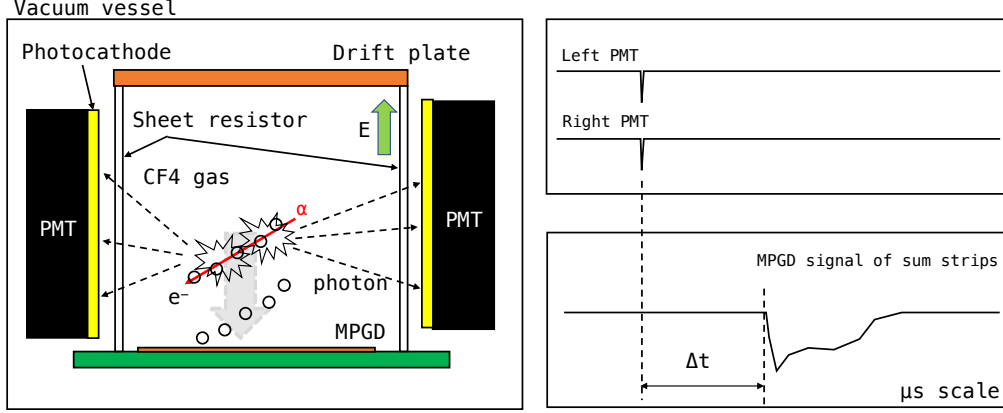 Vacuum vessel
Photocathode
Drift plate
Sheet resistor
E
CF4 gas
α
PMT
PMT
e⁻
photon
MPGD
Left PMT
Right PMT
MPGD signal of sum strips
Δt
μs scale